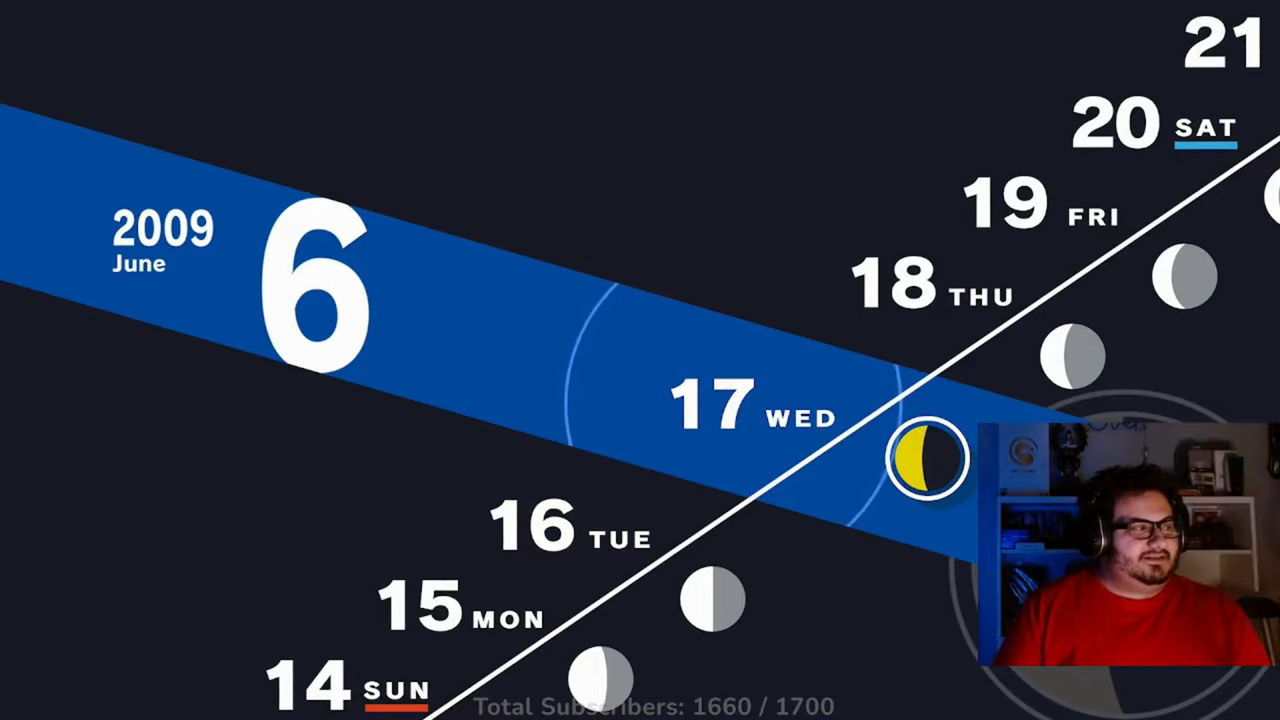 21
20 SAT
19 FRI
18 THU
2009
June
6
17 WED
16 TUE
15 MON
14 SUN
Total Subscribers: 1660 / 1700